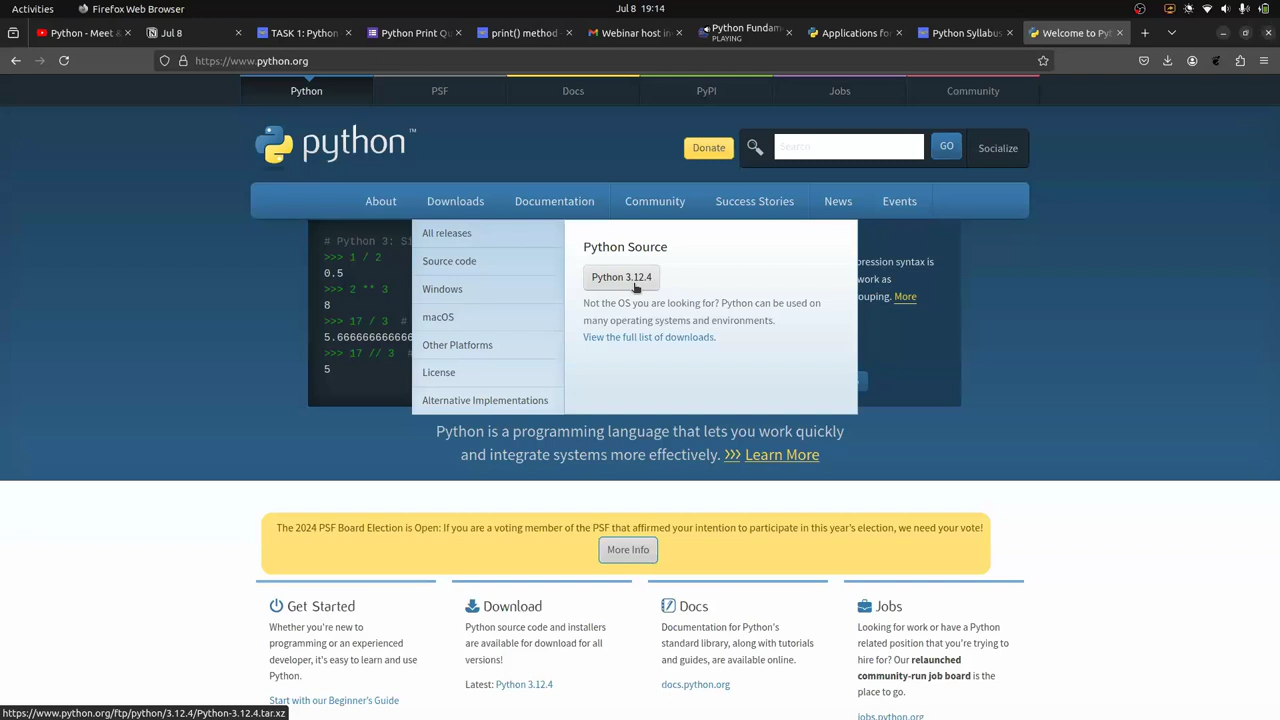 Activities
Firefox Web Browser
Jul 8 19:14
Python - Meet &
Jul 8
TASK 1: Python
Python Print Qu
print() method -
Webinar host in
Python Fundam
PLAYING
Applications for
Python Syllabus
Welcome to Pyt
https://www.python.org
Python
PSF
Docs
PyPI
Jobs
Community
python™
Donate
Search
GO
Socialize
About
Downloads
Documentation
Community
Success Stories
News
Events
# Python 3: Si
>>> 1 / 2
0.5
>>> 2 ** 3
8
>>> 17 / 3 #
5.6666666666
>>> 17 // 3 #
5
All releases
Source code
Windows
macOS
Other Platforms
License
Alternative Implementations
Python Source
Python 3.12.4
Not the OS you are looking for? Python can be used on
many operating systems and environments.
View the full list of downloads.
pression syntax is
work as
ouping. More
Python is a programming language that lets you work quickly
and integrate systems more effectively. >>> Learn More
The 2024 PSF Board Election is Open: If you are a voting member of the PSF that affirmed your intention to participate in this year's election, we need your vote!
More Info
Get Started
Whether you're new to
programming or an experienced
developer, it's easy to learn and use
Python.
Start with our Beginner's Guide
Download
Python source code and installers
are available for download for all
versions!
Latest: Python 3.12.4
Docs
Documentation for Python's
standard library, along with tutorials
and guides, are available online.
docs.python.org
Jobs
Looking for work or have a Python
related position that you're trying to
hire for? Our relaunched
community-run job board is the
place to go.
jobs.python.org
https://www.python.org/ftp/python/3.12.4/Python-3.12.4.tar.xz